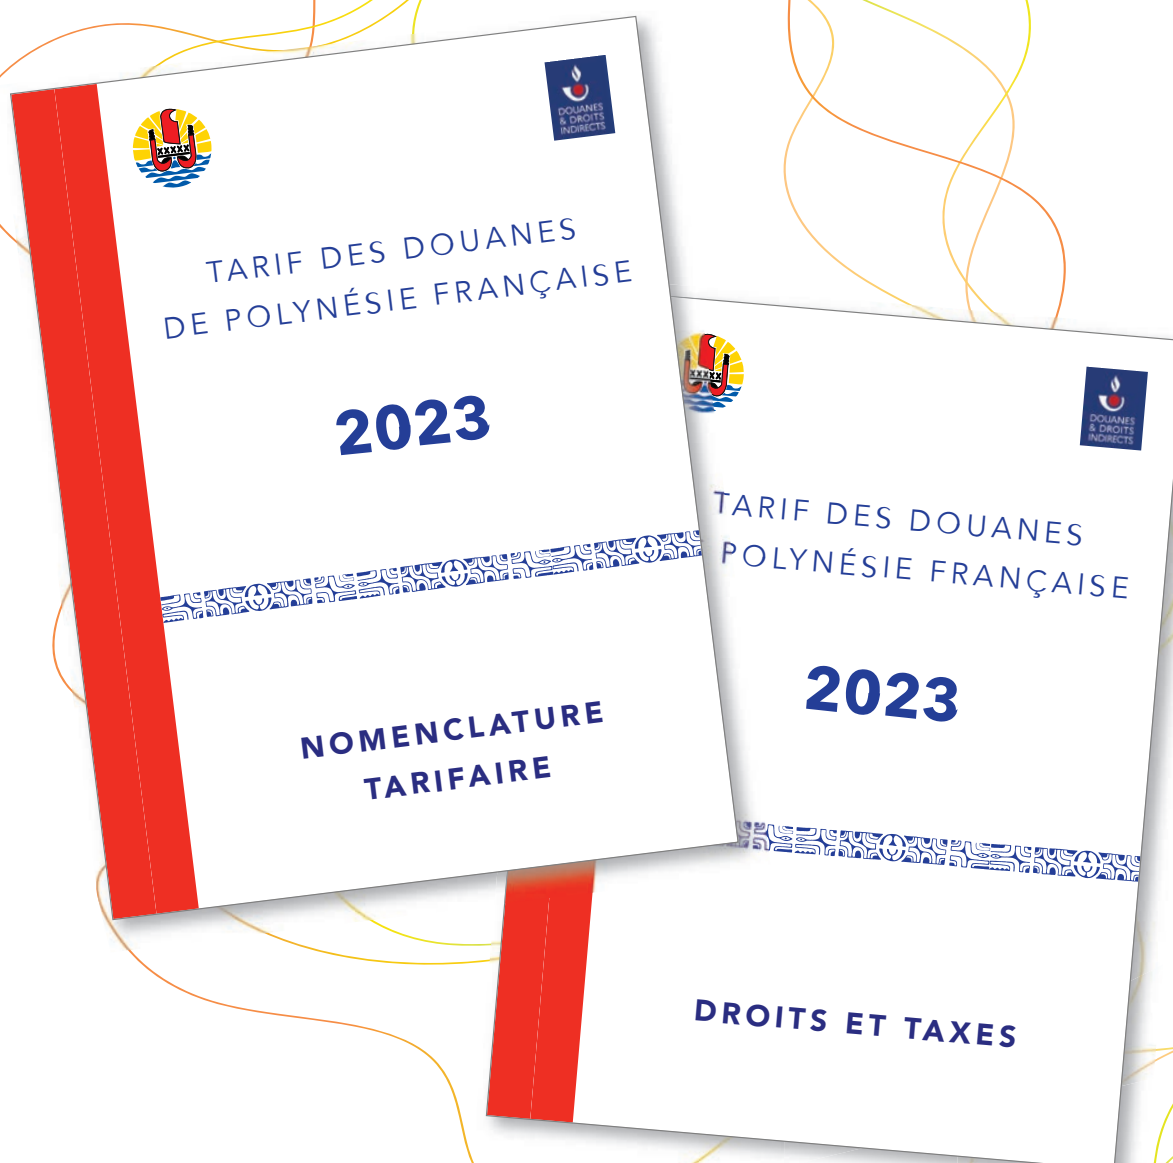 DOUANES
& DROITS
INDIRECTS
TARIF DES DOUANES
DE POLYNÉSIE FRANÇAISE
2023
NOMENCLATURE
TARIFAIRE
DOUANES
& DROITS
INDIRECTS
TARIF DES DOUANES
POLYNÉSIE FRANÇAISE
2023
DROITS ET TAXES